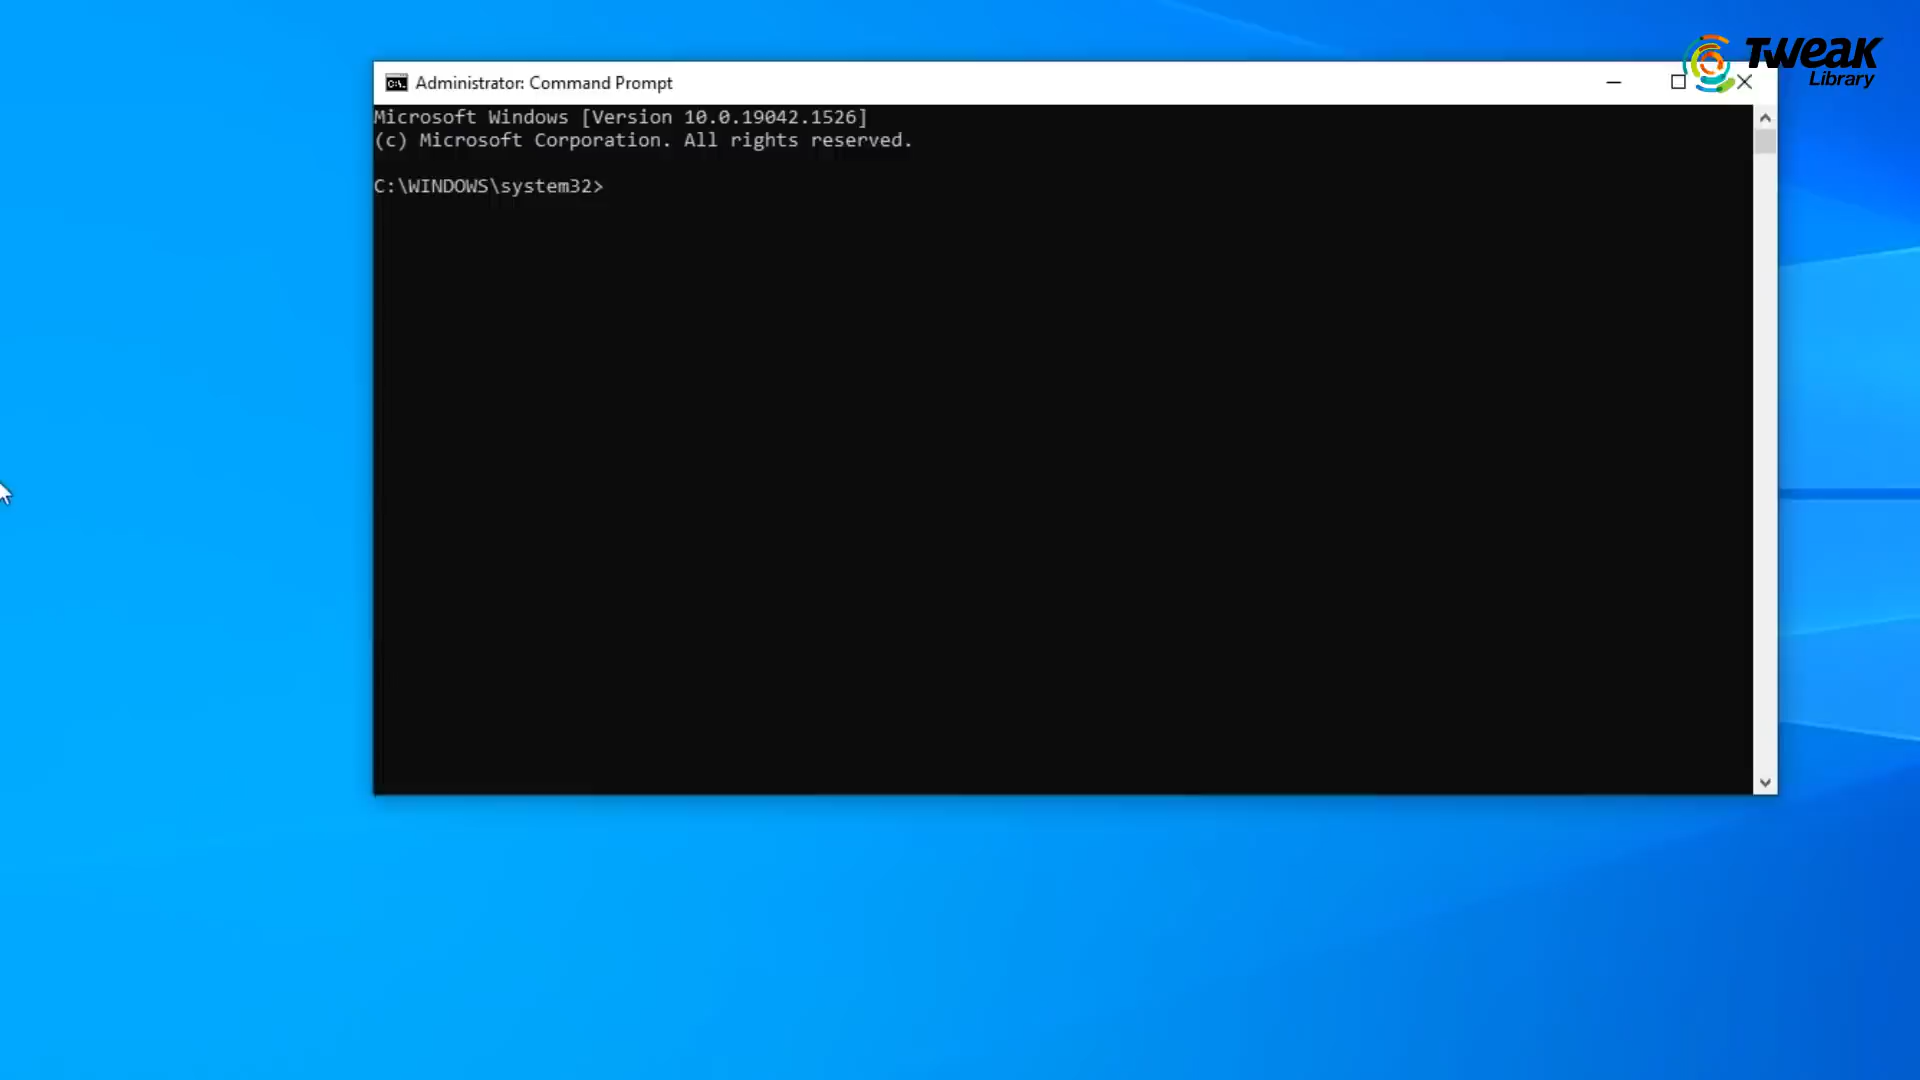 Tweak
Library
Administrator: Command Prompt
Microsoft Windows [Version 10.0.19042.1526]
(c) Microsoft Corporation. All rights reserved.
C:\WINDOWS\system32>